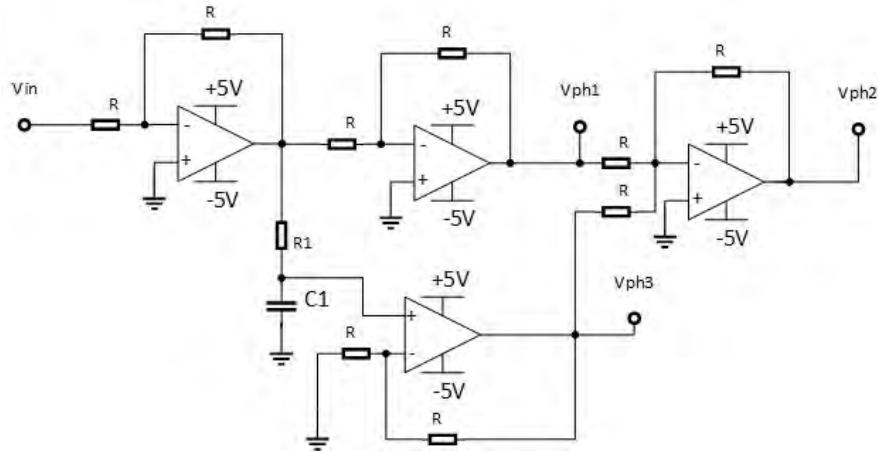 R
R
R
Vin
R
+5V
-
+
-5V
R
+5V
-
+
-5V
Vph1
R
R
+5V
-
+
-5V
Vph2
R1
C1
R
+5V
+
-
-5V
Vph3
R